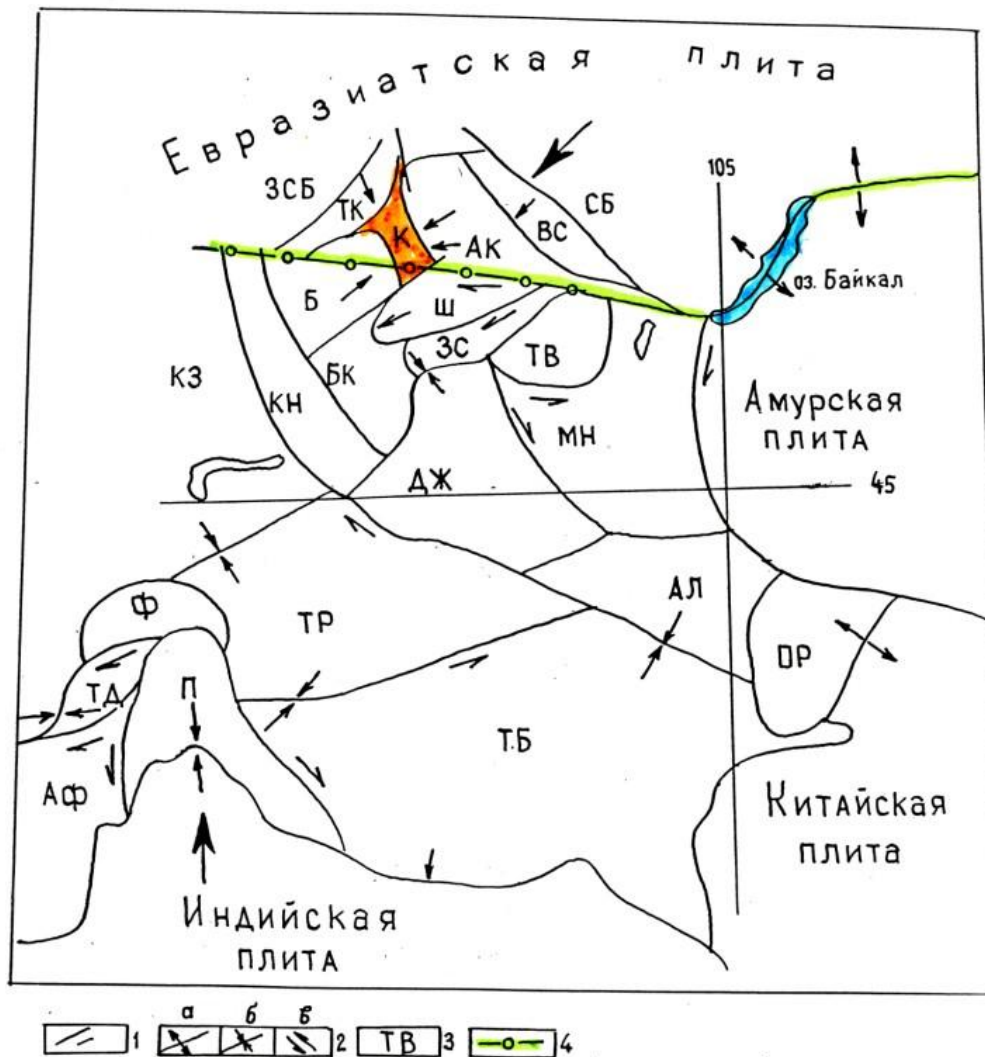 Евразиатская плита
105
ЗСБ
ТК
СБ
ВС
К
АК
оз. Байкал
Б
Ш
ЗС
ТВ
КЗ
БК
КН
Амурская
плита
МН
ДЖ
45
Ф
ТР
АЛ
ОР
ТД
П
ТБ
АФ
Китайская
плита
Индийская
плита
а б в
1 2 ТВ 3 4